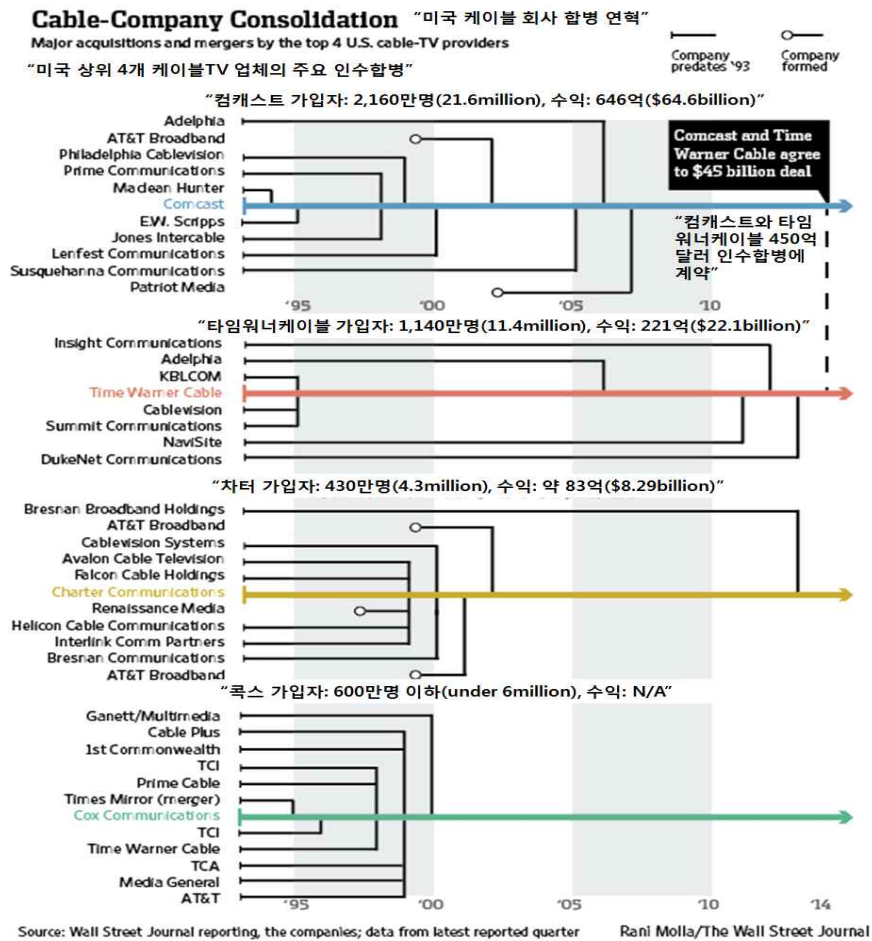 Cable-Company Consolidation "미국 케이블 회사 합병 연혁"
Major acquisitions and mergers by the top 4 U.S. cable-TV providers
Company predates '93
Company formed
"미국 상위 4개 케이블TV 업체의 주요 인수합병"
"컴캐스트 가입자: 2,160만명(21.6million), 수익: 646억($64.6billion)"
Adelphia
AT&T Broadband
Philadelphia Cablevision
Prime Communications
Maclean Hunter
Comcast
E.W. Scripps
Jones Intercable
Lenfest Communications
Susquehanna Communications
Patriot Media
Comcast and Time
Warner Cable agree
to $45 billion deal
"컴캐스트와 타임
워너케이블 450억
달러 인수합병에
계약"
'95 '00 '05 '10
"타임워너케이블 가입자: 1,140만명(11.4million), 수익: 221억($22.1billion)"
Insight Communications
Adelphia
KBLCOM
Time Warner Cable
Cablevision
Summit Communications
NaviSite
DukeNet Communications
"차터 가입자: 430만명(4.3million), 수익: 약 83억($8.29billion)"
Bresnan Broadband Holdings
AT&T Broadband
Cablevision Systems
Avalon Cable Television
Falcon Cable Holdings
Charter Communications
Renaissance Media
Helicon Cable Communications
Interlink Comm Partners
Bresnan Communications
AT&T Broadband
"콕스 가입자: 600만명 이하(under 6million), 수익: N/A"
Ganett/Multimedia
Cable Plus
1st Commonwealth
TCI
Prime Cable
Times Mirror (merger)
Cox Communications
TCI
Time Warner Cable
TCA
Media General
AT&T
'95 '00 '05 '10 '14
Source: Wall Street Journal reporting, the companies; data from latest reported quarter Rani Molla/The Wall Street Journal